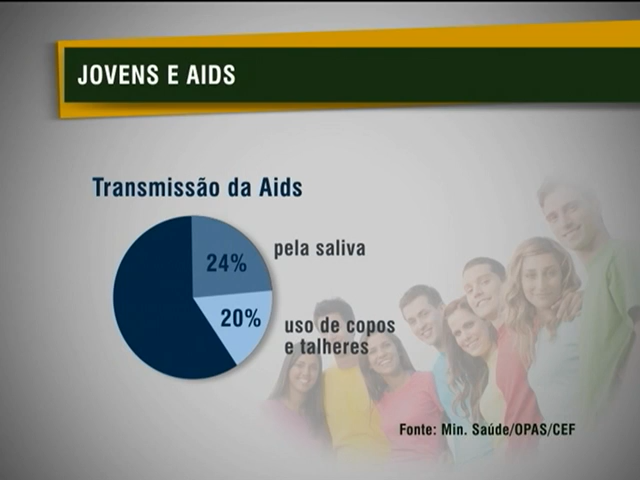 JOVENS E AIDS
Transmissão da Aids
24%
pela saliva
20%
uso de copos
e talheres
Fonte: Min. Saúde/OPAS/CEF